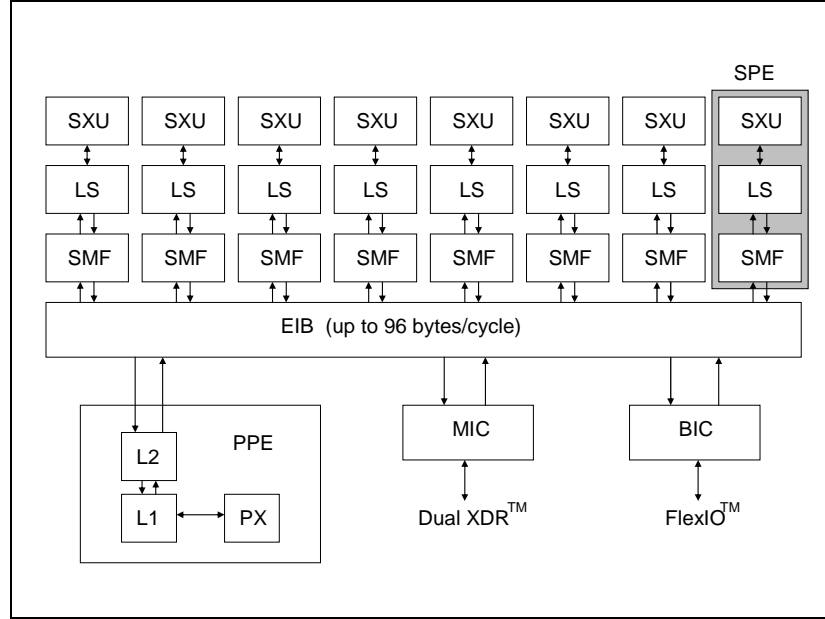 SPE
SXU SXU SXU SXU SXU SXU SXU SXU
LS LS LS LS LS LS LS LS
SMF SMF SMF SMF SMF SMF SMF SMF
EIB (up to 96 bytes/cycle)
PPE
L2
L1
PX
MIC
Dual XDR™
BIC
FlexIO™